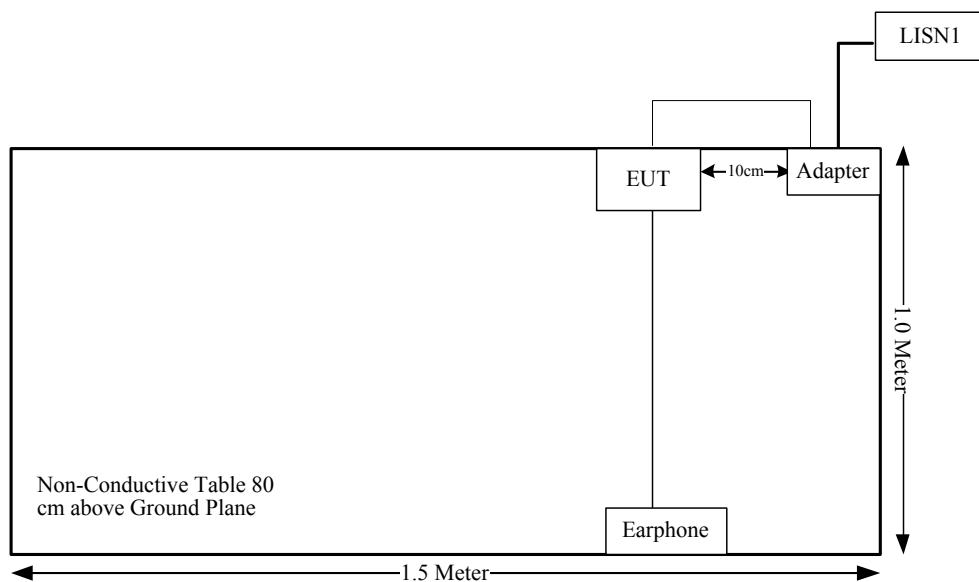 LISN1
EUT
10cm
Adapter
1.0 Meter
Non-Conductive Table 80
cm above Ground Plane
Earphone
1.5 Meter